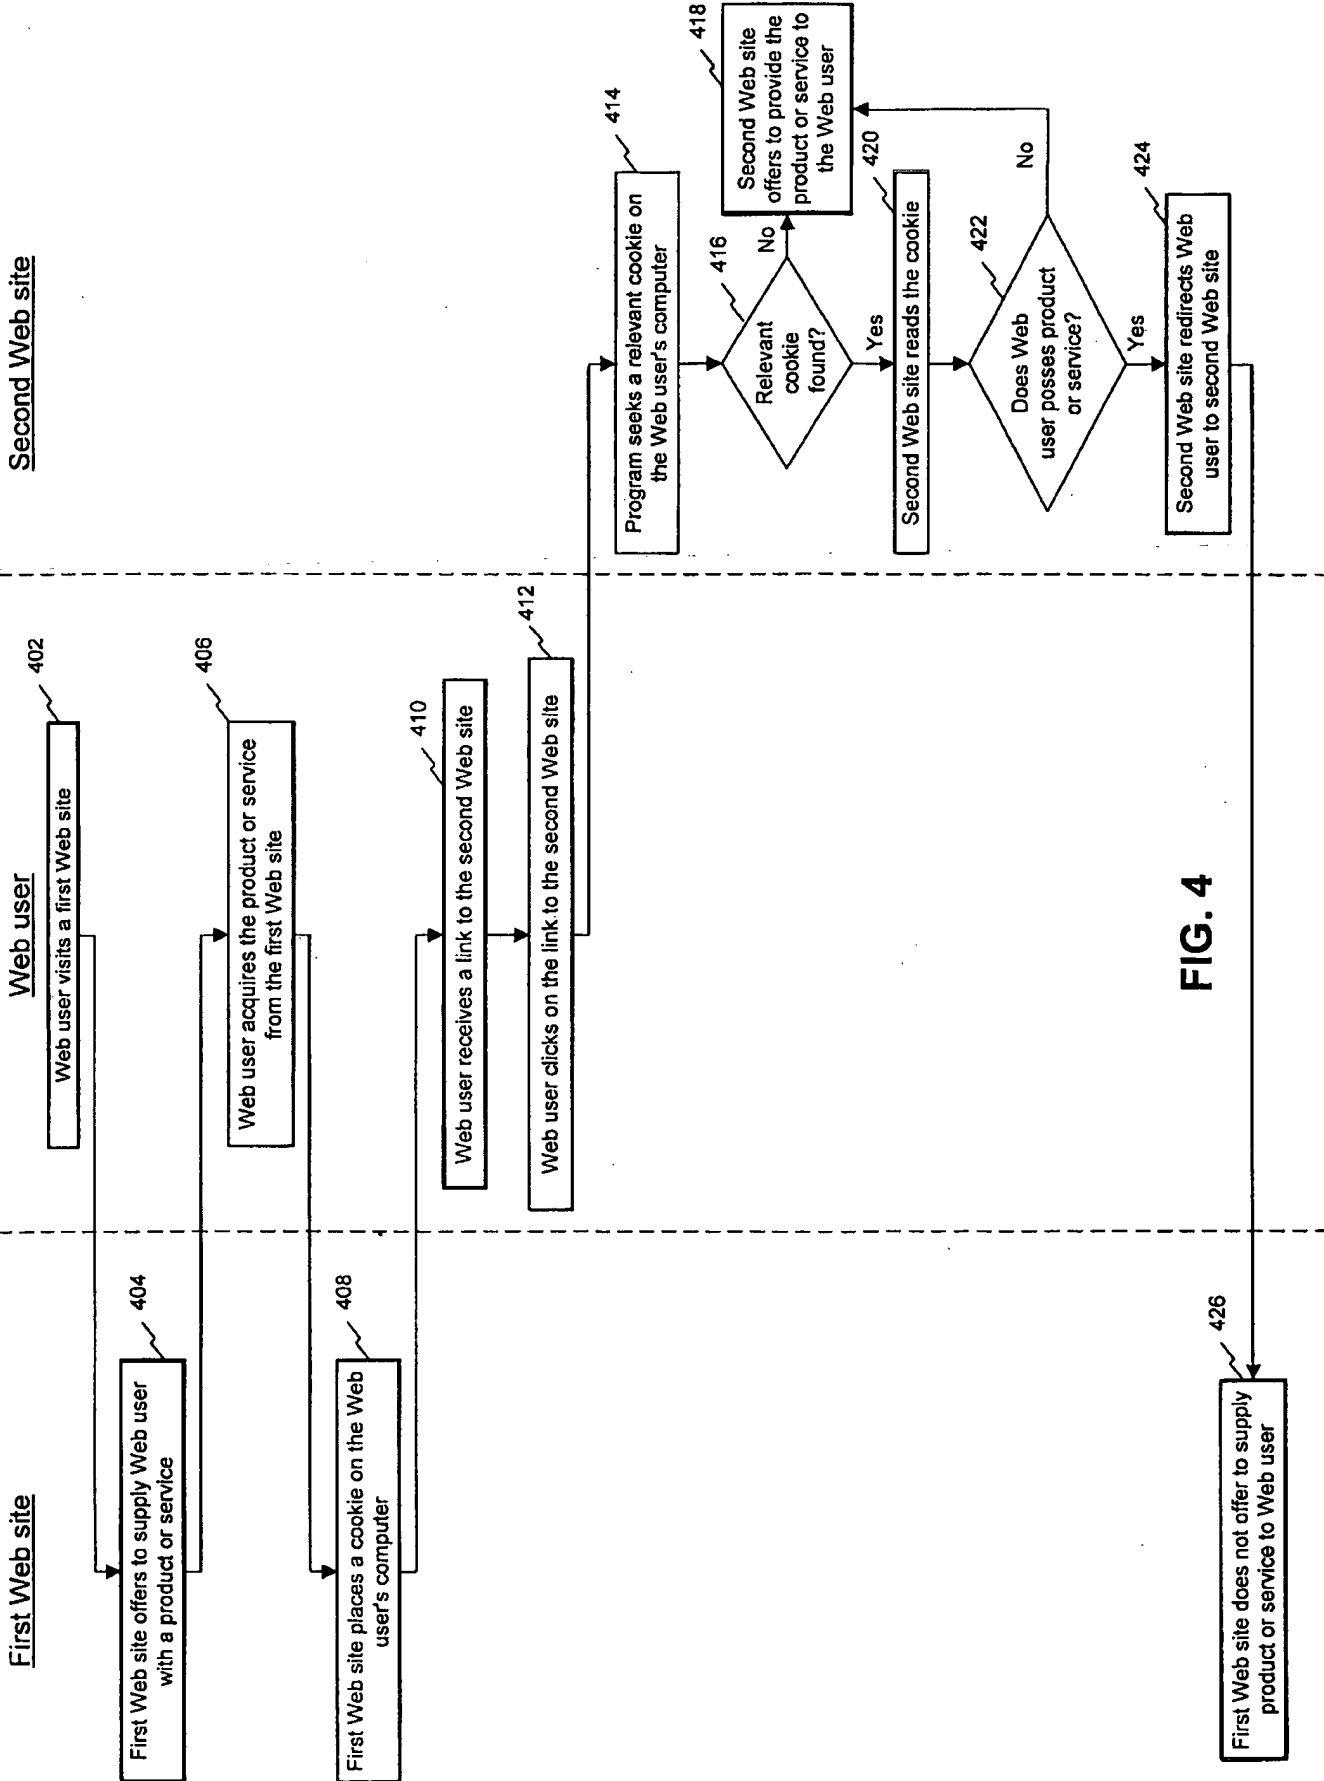 First Web site
Web user
Second Web site
402
Web user visits a first Web site
404
First Web site offers to supply Web user
with a product or service
406
Web user acquires the product or service
from the first Web site
408
First Web site places a cookie on the Web
user's computer
410
Web user receives a link to the second Web site
412
Web user clicks on the link to the second Web site
414
Program seeks a relevant cookie on
the Web user's computer
416
Relevant
cookie
found?
No
Yes
418
Second Web site
offers to provide the
product or service to
the Web user
420
Second Web site reads the cookie
422
Does Web
user posses product
or service?
No
Yes
424
Second Web site redirects Web
user to second Web site
426
First Web site does not offer to supply
product or service to Web user
FIG. 4